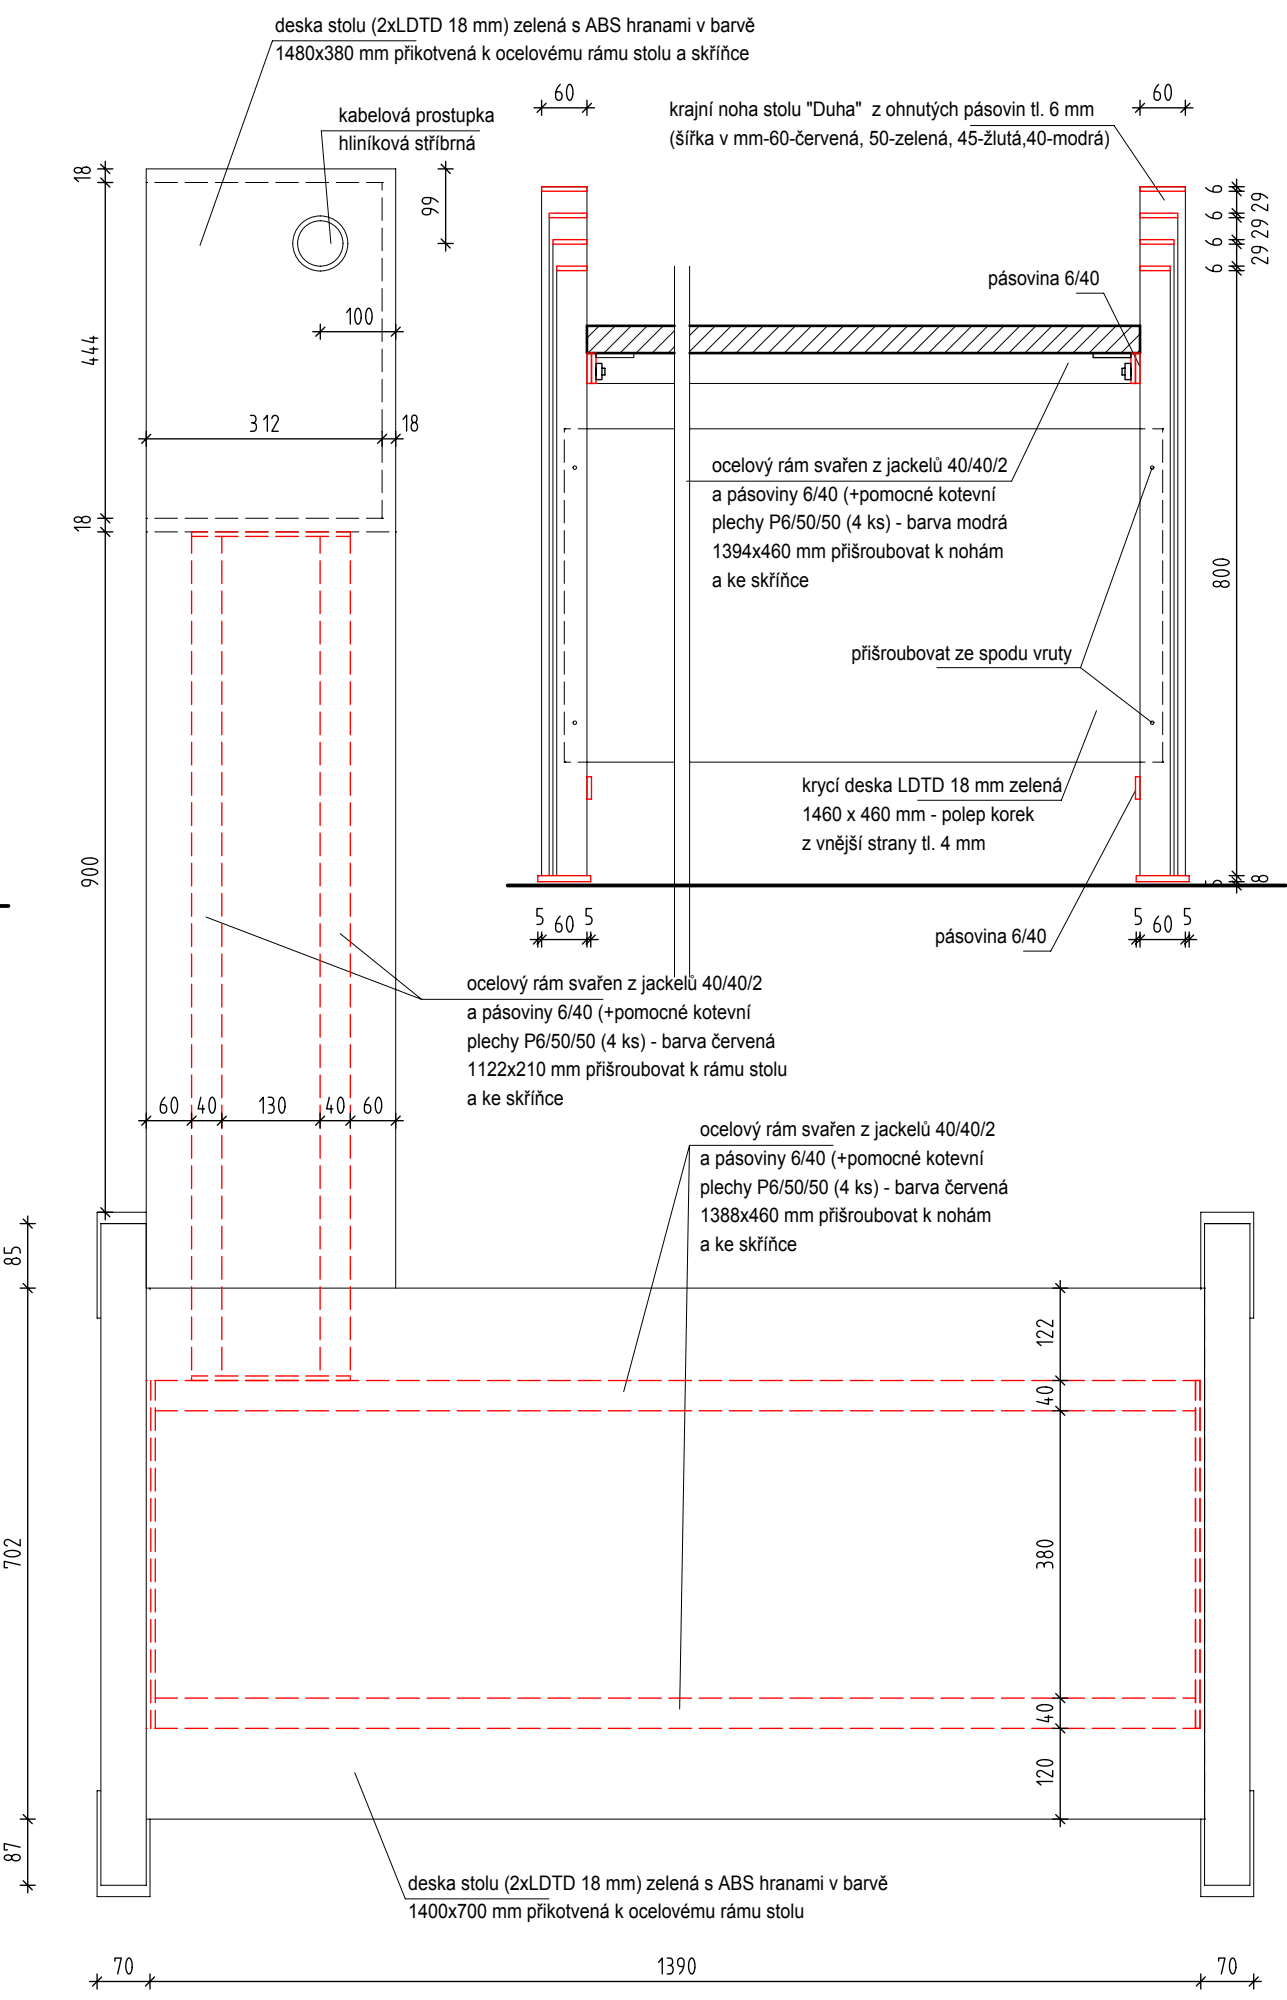 deska stolu (2xLDTD 18 mm) zelená s ABS hranami v barvě
1480x380 mm přikotvená k ocelovému rámu stolu a skříňce
kabelová prostupka
hliníková stříbrná
60
krajní noha stolu "Duha" z ohnutých pásovin tl. 6 mm
(šířka v mm-60-červená, 50-zelená, 45-žlutá,40-modrá)
60
18
99
100
444
312
18
18
6
6
6
6
29 29 29
pásovina 6/40
ocelový rám svařen z jackelů 40/40/2
a pásoviny 6/40 (+pomocné kotevní
plechy P6/50/50 (4 ks) - barva modrá
1394x460 mm přišroubovat k nohám
a ke skříňce
800
přišroubovat ze spodu vruty
krycí deska LDTD 18 mm zelená
1460 x 460 mm - polep korek
z vnější strany tl. 4 mm
8
900
5
60
5
5
60
5
pásovina 6/40
ocelový rám svařen z jackelů 40/40/2
a pásoviny 6/40 (+pomocné kotevní
plechy P6/50/50 (4 ks) - barva červená
1122x210 mm přišroubovat k rámu stolu
a ke skříňce
60
40
130
40
60
ocelový rám svařen z jackelů 40/40/2
a pásoviny 6/40 (+pomocné kotevní
plechy P6/50/50 (4 ks) - barva červená
1388x460 mm přišroubovat k nohám
a ke skříňce
85
122
40
702
380
40
120
87
deska stolu (2xLDTD 18 mm) zelená s ABS hranami v barvě
1400x700 mm přikotvená k ocelovému rámu stolu
70
1390
70